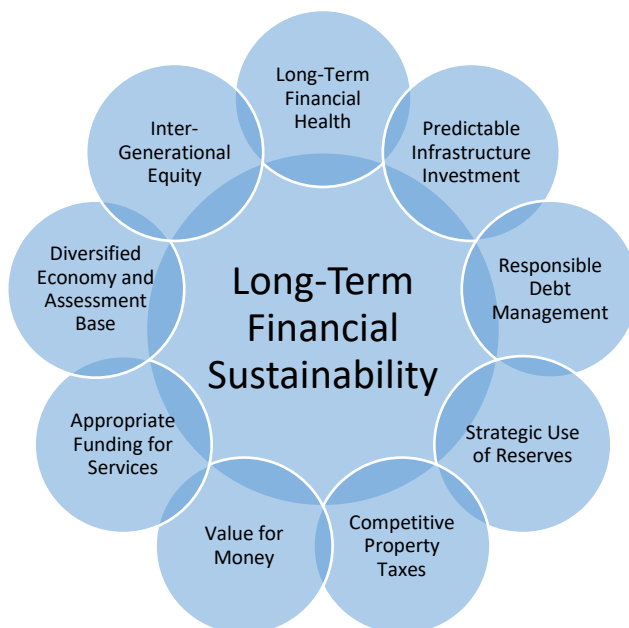 Long-Term
Financial
Health
Predictable
Infrastructure
Investment
Responsible
Debt
Management
Strategic Use
of Reserves
Competitive
Property
Taxes
Value for
Money
Appropriate
Funding for
Services
Diversified
Economy and
Assessment
Base
Inter-
Generational
Equity
Long-Term
Financial
Sustainability